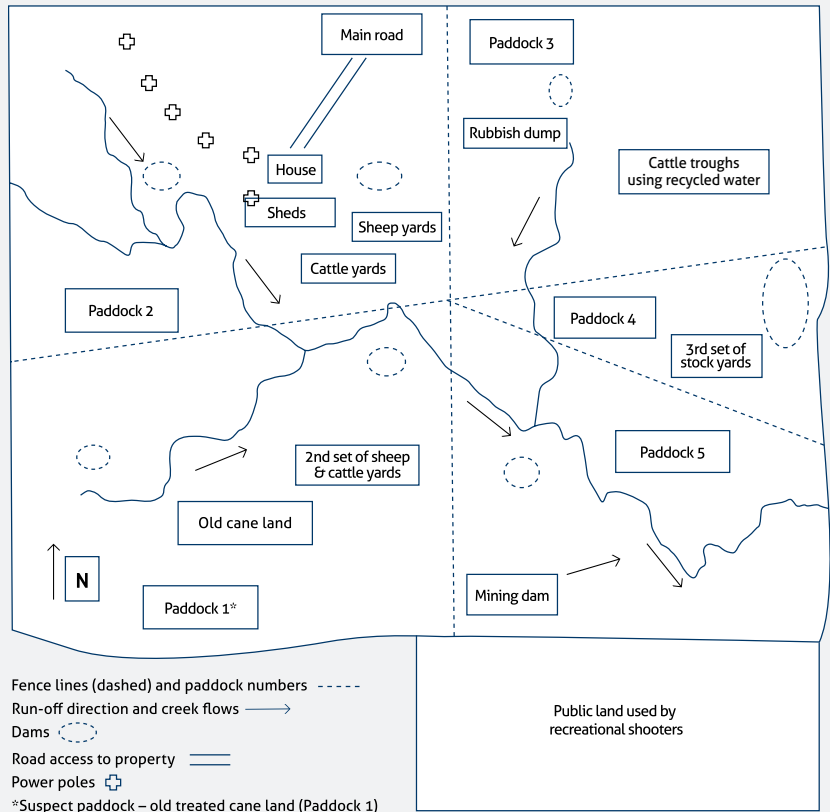 Main road
Paddock 3
Rubbish dump
Cattle troughs
using recycled water
House
Sheds
Sheep yards
Cattle yards
Paddock 2
Paddock 4
3rd set of
stock yards
2nd set of sheep
& cattle yards
Paddock 5
Old cane land
N
Mining dam
Paddock 1*
Fence lines (dashed) and paddock numbers
Run-off direction and creek flows
Dams
Road access to property
Power poles
*Suspect paddock – old treated cane land (Paddock 1)
Public land used by
recreational shooters